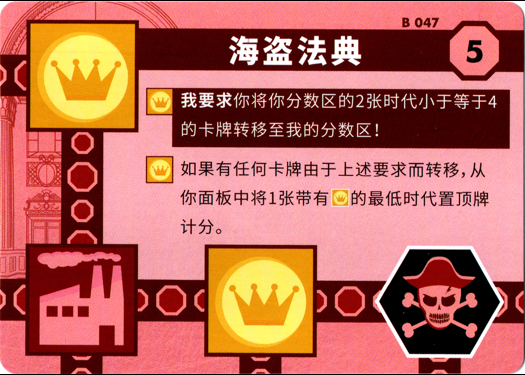 B 047
海盗法典
5
我要求你将你分数区的2张时代小于等于4
的卡牌转移至我的分数区！
如果有任何卡牌由于上述要求而转移，从
你面板中将1张带有的最低时代置顶牌
计分。